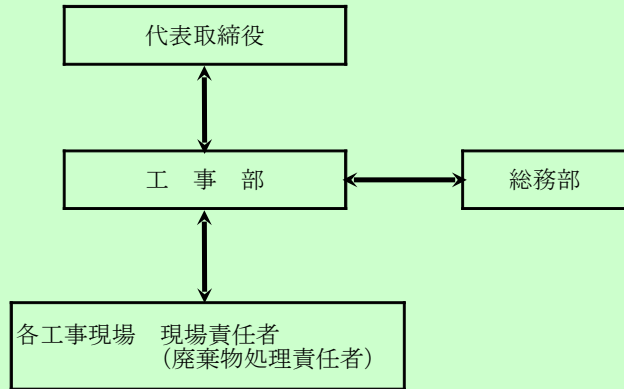 代表取締役
工　事　部
総務部
各工事現場　現場責任者
（廃棄物処理責任者）